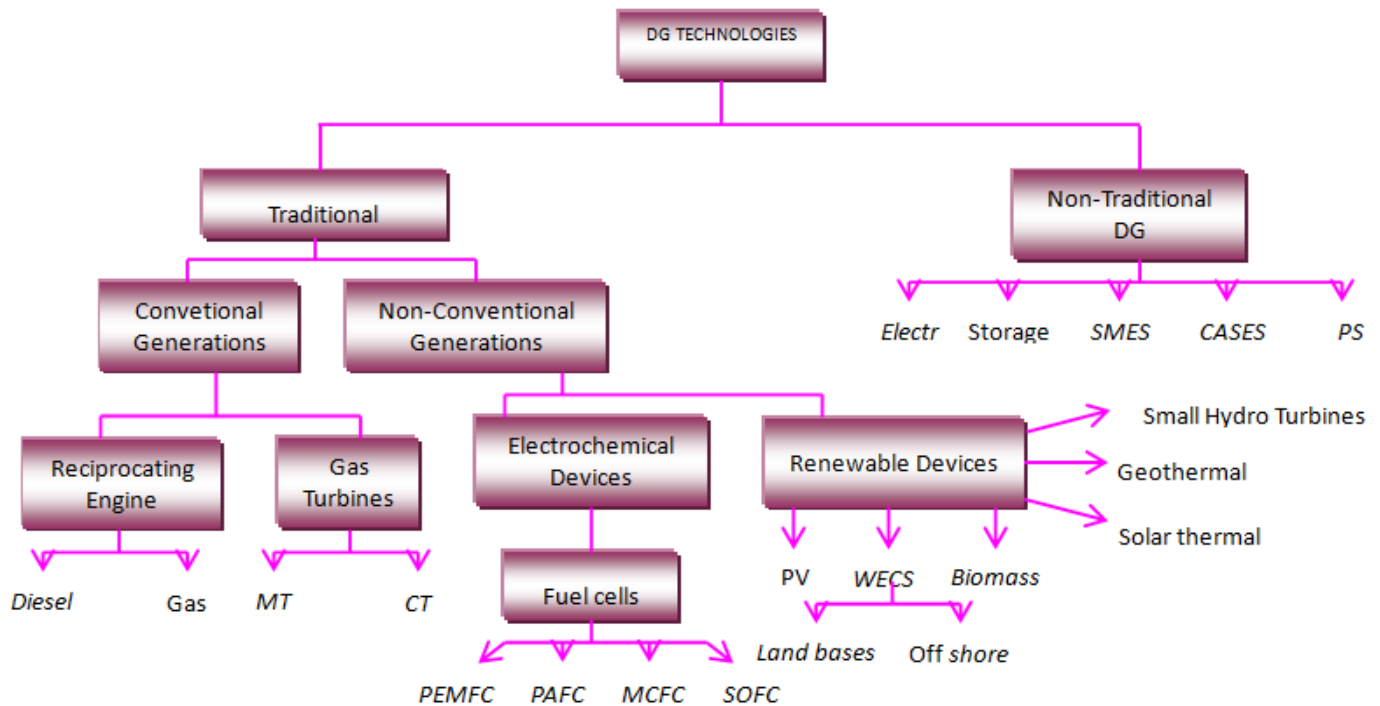 DG TECHNOLOGIES
Traditional
Non-Traditional
DG
Convetional
Generations
Non-Conventional
Generations
Electr Storage SMES CASES PS
Reciprocating
Engine
Gas
Turbines
Electrochemical
Devices
Renewable Devices
Small Hydro Turbines
Geothermal
Solar thermal
Diesel Gas MT CT
Fuel cells
PV WECS Biomass
Land bases Off shore
PEMFC PAFC MCFC SOFC